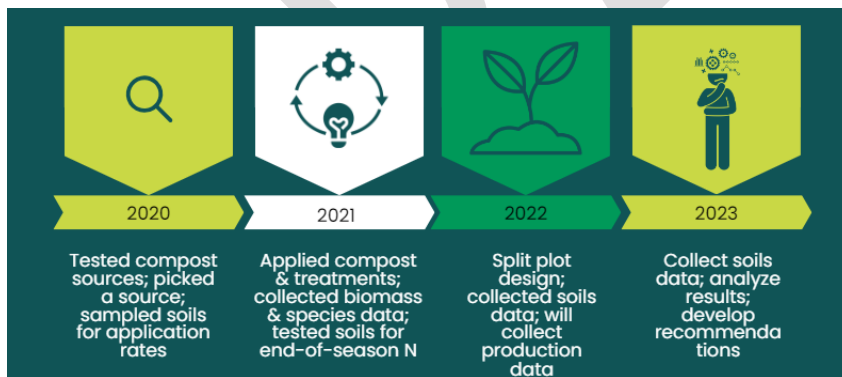 2020
2021
2022
2023
Tested compost
sources; picked
a source;
sampled soils
for application
rates
Applied compost
& treatments;
collected biomass
& species data;
tested soils for
end-of-season N
Split plot
design;
collected soils
data; will
collect
production
data
Collect soils
data; analyze
results;
develop
recommenda
tions